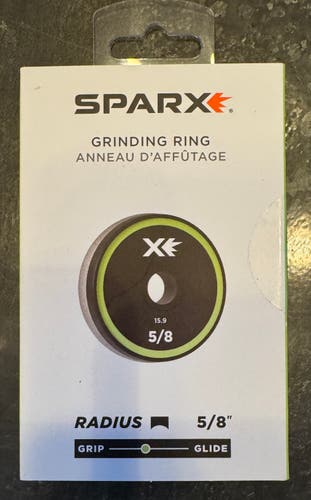 SPARX
GRINDING RING
ANNEAU D'AFFÛTAGE
X
15.9
5/8
RADIUS 5/8"
GRIP GLIDE